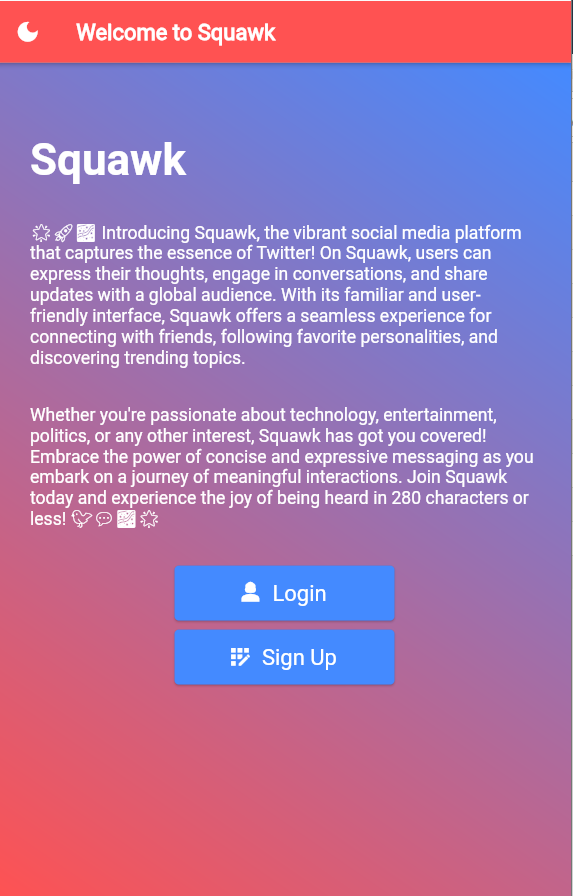 Welcome to Squawk
Squawk
🌟🚀🌌 Introducing Squawk, the vibrant social media platform
that captures the essence of Twitter! On Squawk, users can
express their thoughts, engage in conversations, and share
updates with a global audience. With its familiar and user-
friendly interface, Squawk offers a seamless experience for
connecting with friends, following favorite personalities, and
discovering trending topics.
Whether you're passionate about technology, entertainment,
politics, or any other interest, Squawk has got you covered!
Embrace the power of concise and expressive messaging as you
embark on a journey of meaningful interactions. Join Squawk
today and experience the joy of being heard in 280 characters or
less! 🐦💬🌌🌟
Login
Sign Up